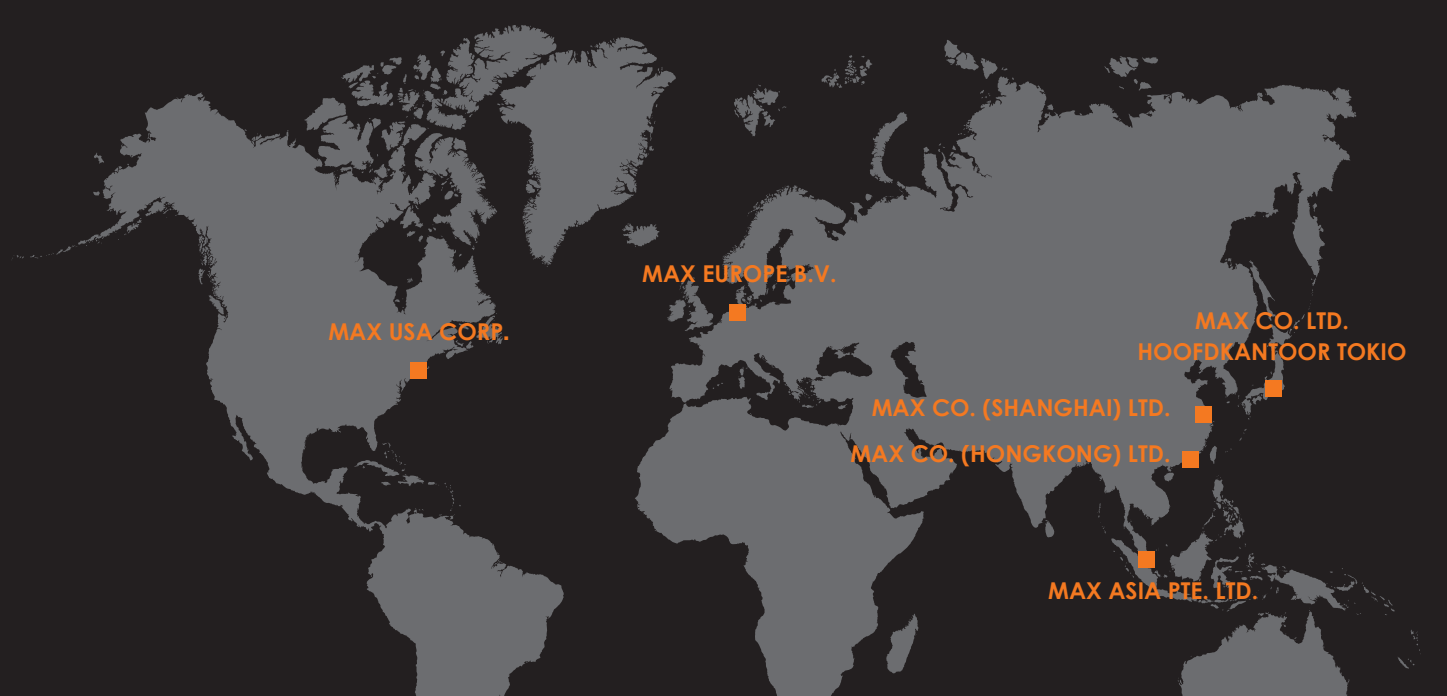 MAX EUROPE B.V.
MAX USA CORP.
MAX CO. LTD.
HOOFDKANTOOR TOKIO
MAX CO. (SHANGHAI) LTD.
MAX CO. (HONGKONG) LTD.
MAX ASIA PTE. LTD.